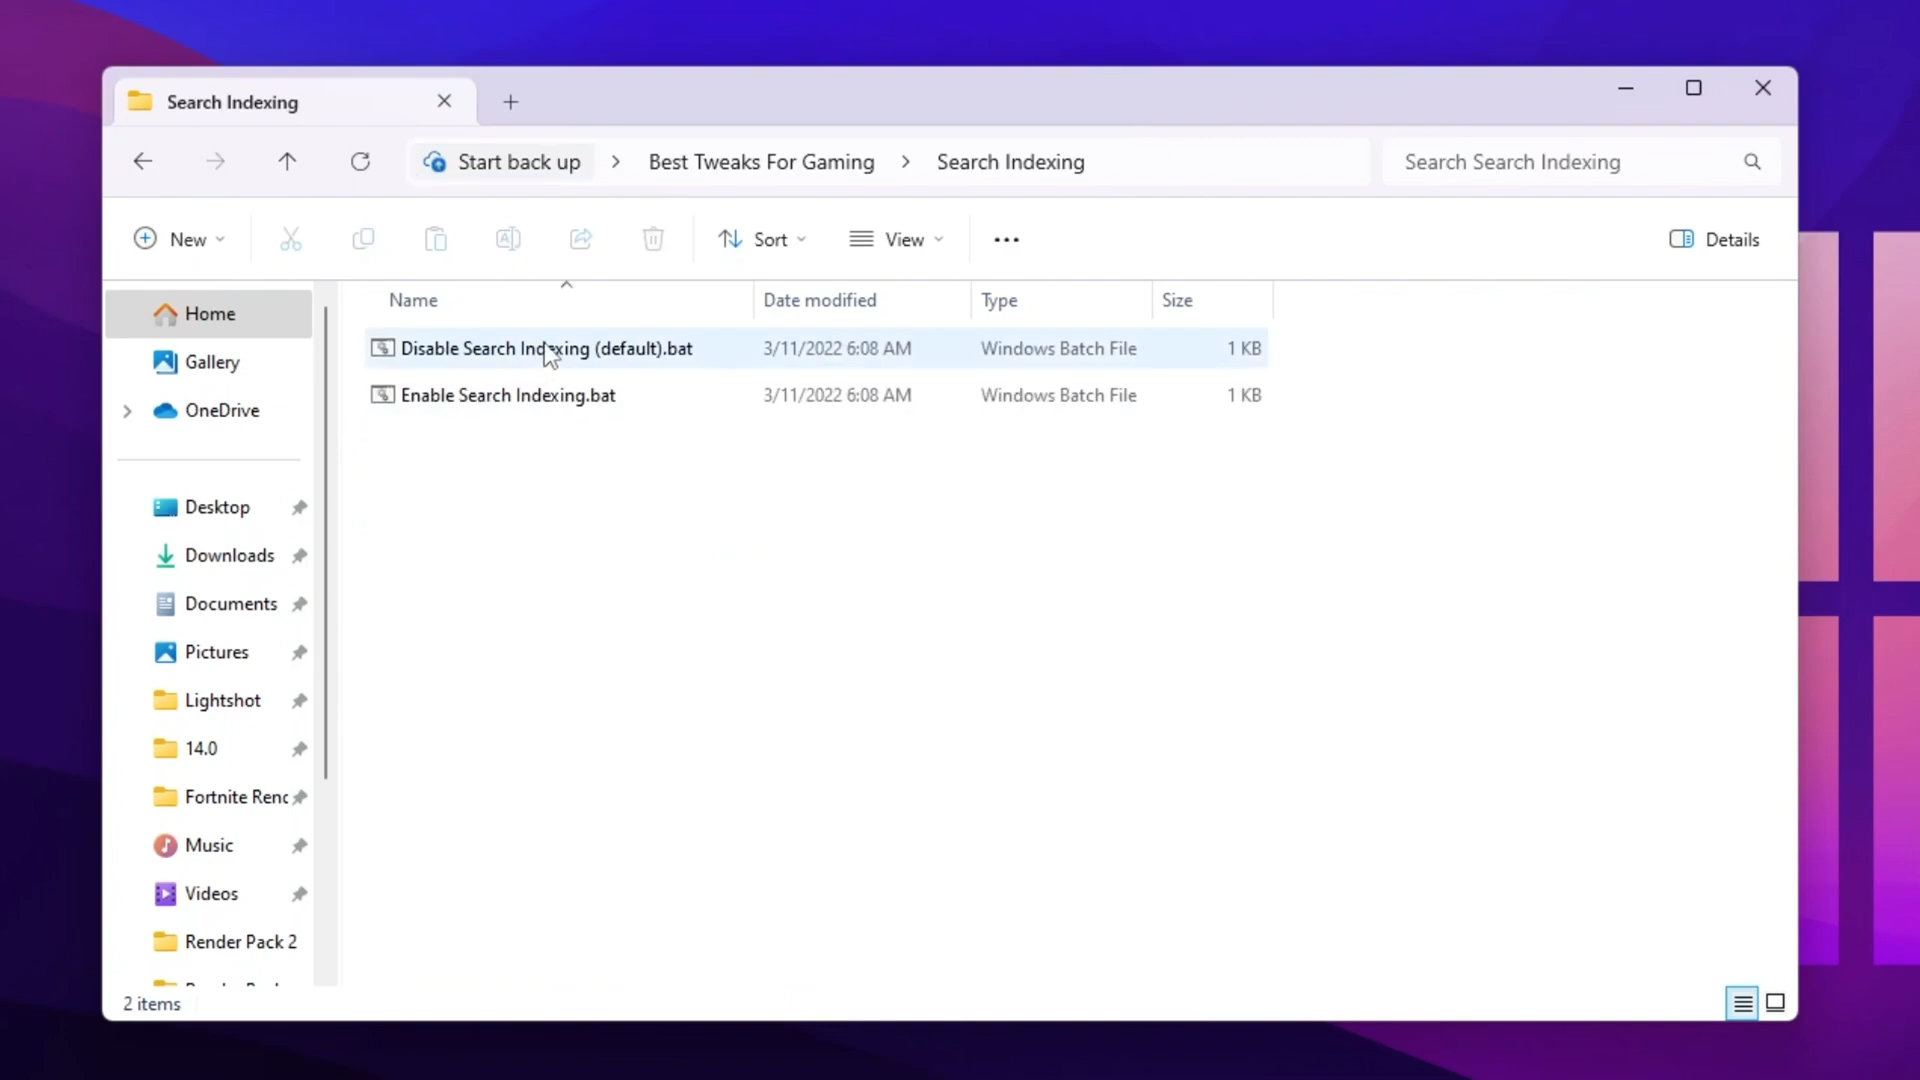 Search Indexing
Start back up > Best Tweaks For Gaming > Search Indexing
Search Search Indexing
New
Sort
View
Details
Name
Date modified
Type
Size
Disable Search Indexing (default).bat 3/11/2022 6:08 AM Windows Batch File 1 KB
Enable Search Indexing.bat 3/11/2022 6:08 AM Windows Batch File 1 KB
Home
Gallery
OneDrive
Desktop
Downloads
Documents
Pictures
Lightshot
14.0
Fortnite Renc
Music
Videos
Render Pack 2
2 items